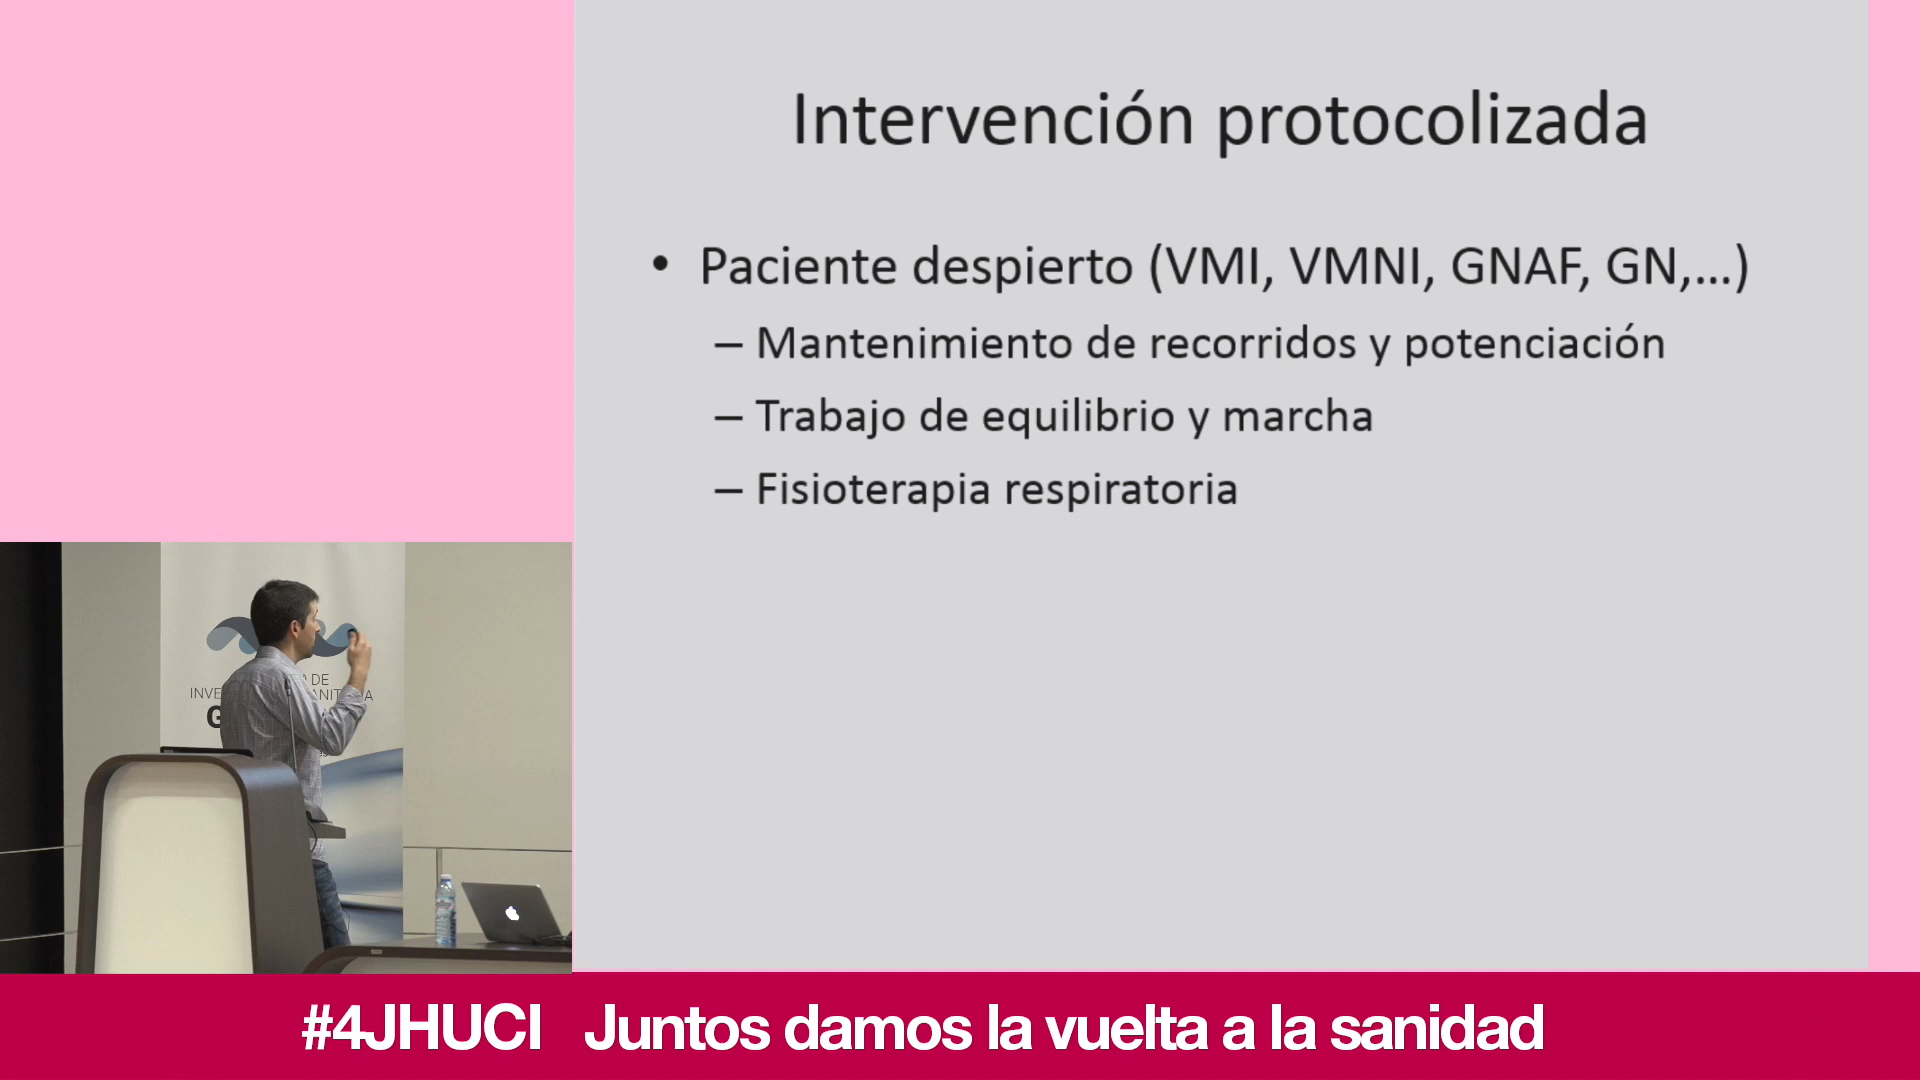 Intervención protocolizada
• Paciente despierto (VMI, VMNI, GNAF, GN,...)
– Mantenimiento de recorridos y potenciación
– Trabajo de equilibrio y marcha
– Fisioterapia respiratoria
DE
#4JHUCI Juntos damos la vuelta a la sanidad